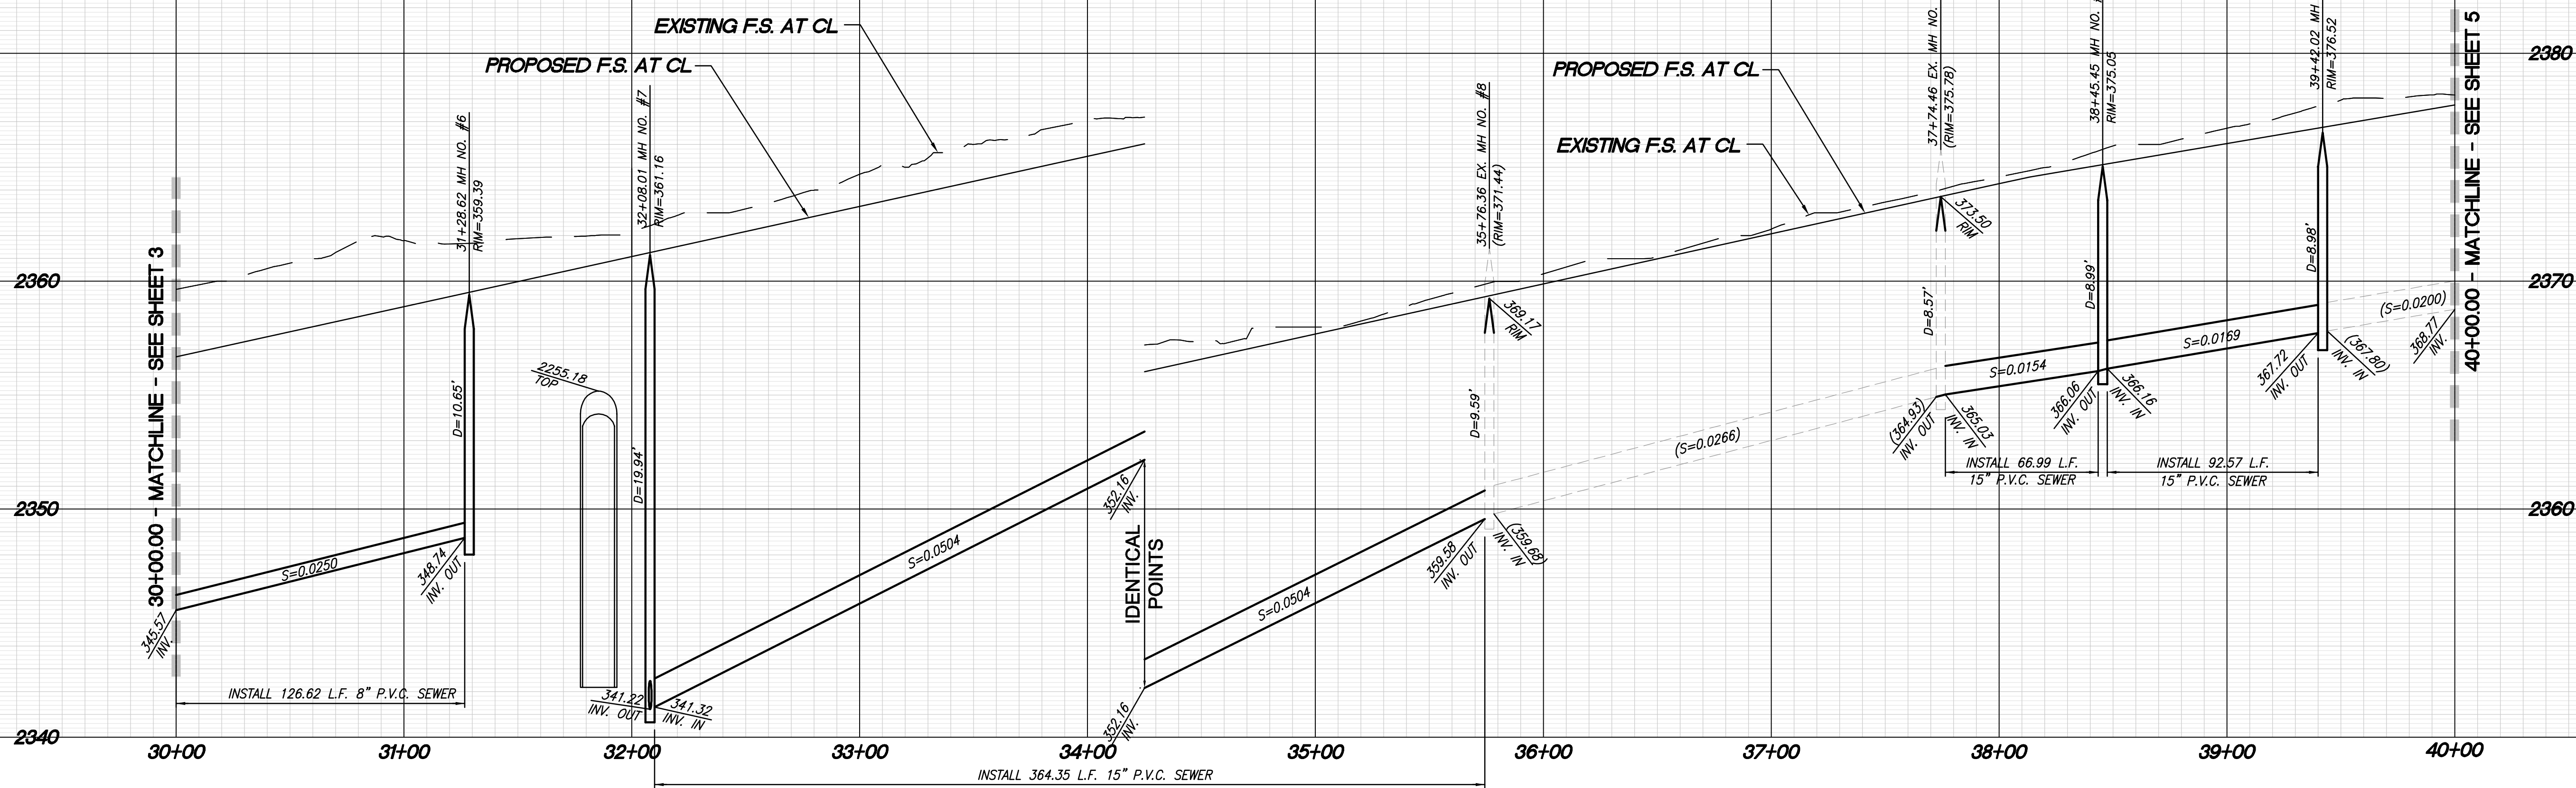 EXISTING F.S. AT CL
PROPOSED F.S. AT CL
PROPOSED F.S. AT CL
EXISTING F.S. AT CL
2380
2360
2370
2350
2360
2340
30+00.00 - MATCHLINE - SEE SHEET 3
31+28.62 MH NO. #6
RIM=359.39
D=10.65'
S=0.0250
345.57
INV.
348.74
INV. OUT
INSTALL 126.62 L.F. 8" P.V.C. SEWER
2255.18
TOP
32+08.01 MH NO. #7
RIM=361.16
D=19.94'
341.22
INV. OUT
341.32
INV. IN
S=0.0504
352.16
INV.
IDENTICAL
POINTS
352.16
INV.
S=0.0504
35+76.36 EX. MH NO. #8
(RIM=371.44)
369.17
RIM
D=9.59'
359.58
INV. OUT
(359.68)
INV. IN
(S=0.0266)
37+74.46 EX. MH NO.
(RIM=375.78)
373.50
RIM
D=8.57'
(364.93)
INV. OUT
365.03
INV. IN
S=0.0154
INSTALL 66.99 L.F.
15" P.V.C. SEWER
38+45.45 MH NO.
RIM=375.05
D=8.99'
366.06
INV. OUT
366.16
INV. IN
S=0.0169
INSTALL 92.57 L.F.
15" P.V.C. SEWER
39+42.02 MH
RIM=376.52
D=8.98'
367.72
INV. OUT
(367.80)
INV. IN
(S=0.0200)
368.77
INV.
40+00.00 - MATCHLINE - SEE SHEET 5
30+00 31+00 32+00 33+00 34+00 35+00 36+00 37+00 38+00 39+00 40+00
INSTALL 364.35 L.F. 15" P.V.C. SEWER